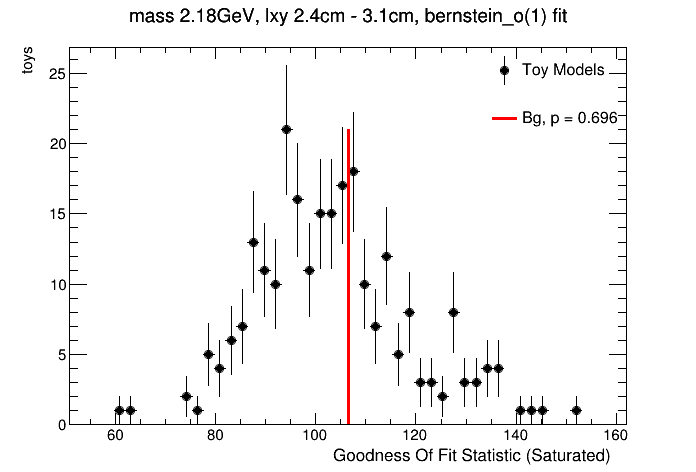 mass 2.18GeV, lxy 2.4cm - 3.1cm, bernstein_o(1) fit
toys
25
20
15
10
5
0
Toy Models
Bg, p = 0.696
60
80
100
120
140
160
Goodness Of Fit Statistic (Saturated)